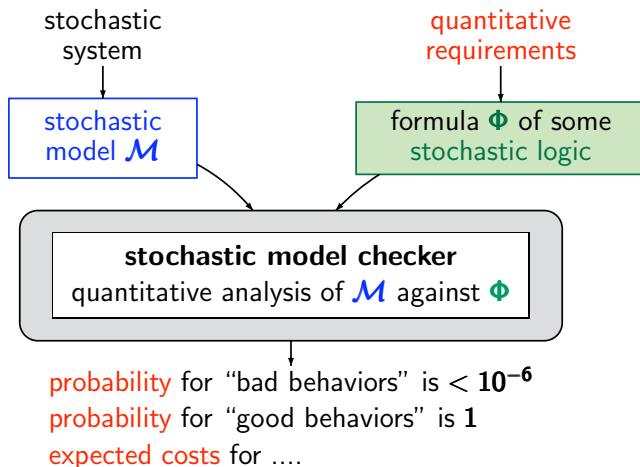 stochastic
system
quantitative
requirements
stochastic
model 𝓜
formula Φ of some
stochastic logic
stochastic model checker
quantitative analysis of 𝓜 against Φ
probability for “bad behaviors” is < 10⁻⁶
probability for “good behaviors” is 1
expected costs for ....